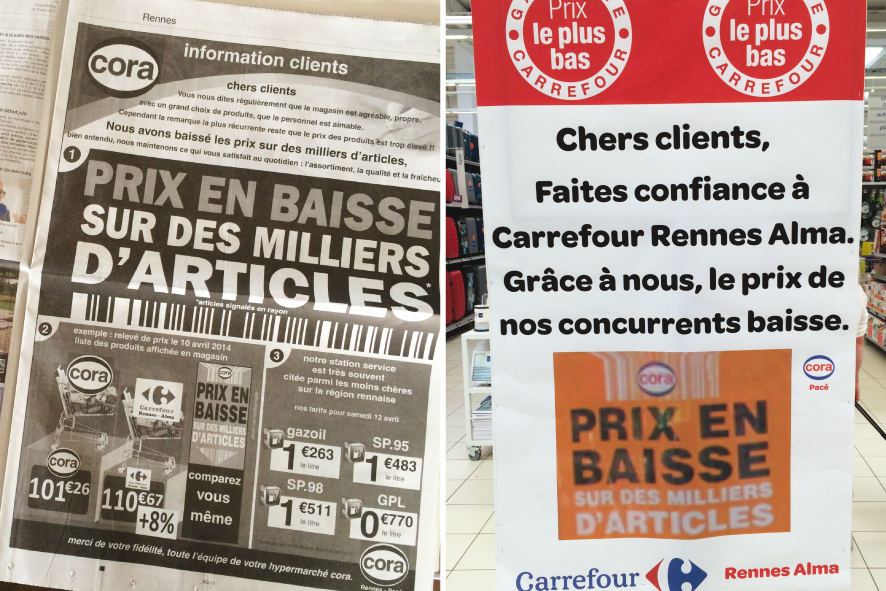 Rennes
cora
information clients
chers clients
Vous nous dites régulièrement que le magasin est agréable, propre,
avec un grand choix de produits, que le personnel est aimable.
Cependant la remarque la plus récurrente reste que le prix des produits est trop élevé !!
Nous avons baissé les prix sur des milliers d'articles,
bien entendu, nous maintenons ce qui vous satisfait au quotidien : l'assortiment, la qualité et la fraîcheu
1
PRIX EN BAISSE
SUR DES MILLIERS
D'ARTICLES*
*articles signalés en rayon
2
exemple : relevé de prix le 10 avril 2014
liste des produits affichée en magasin
cora
Carrefour
Rennes - Alma
cora
PRIX EN
BAISSE
SUR DES MILLIERS
D'ARTICLES
cora
101€26
Carrefour
110€67
+8%
comparez
vous
même
3
notre station service
est très souvent
citée parmi les moins chères
sur la région rennaise
nos tarifs pour samedi 12 avril
gazoil
1€263
le litre
SP.95
1€483
le litre
SP.98
1€511
le litre
GPL
0€770
le litre
merci de votre fidélité, toute l'équipe de votre hypermarché cora.
cora
Prix
le plus
bas
CARREFOUR
Prix
le plus
bas
CARREFOUR
Chers clients,
Faites confiance à
Carrefour Rennes Alma.
Grâce à nous, le prix de
nos concurrents baisse.
cora
Pacé
cora
PRIX EN
BAISSE
SUR DES MILLIERS
D'ARTICLES
Carrefour
Rennes Alma